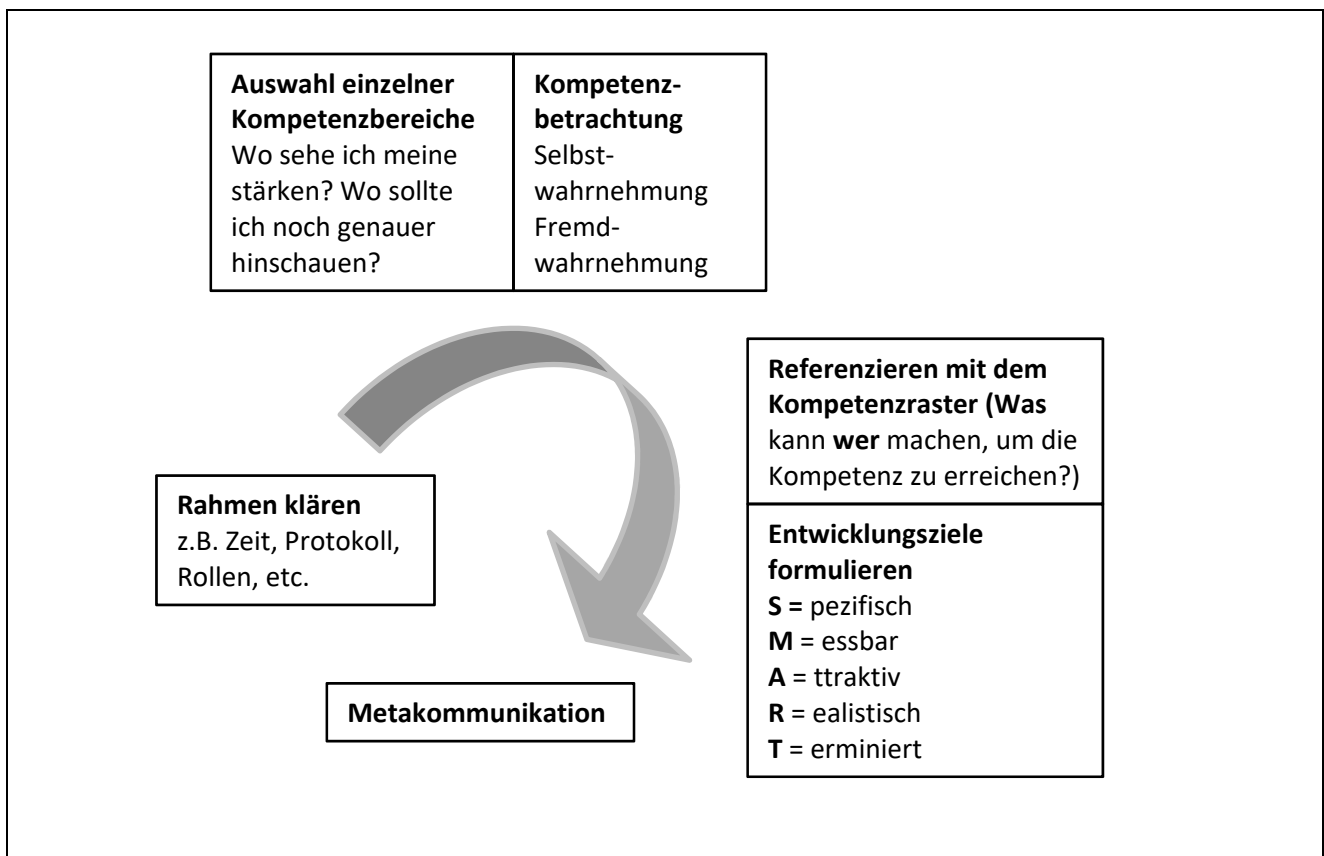 Auswahl einzelner
Kompetenzbereiche
Wo sehe ich meine
stärken? Wo sollte
ich noch genauer
hinschauen?
Kompetenz-
betrachtung
Selbst-
wahrnehmung
Fremd-
wahrnehmung
Referenzieren mit dem
Kompetenzraster (Was
kann wer machen, um die
Kompetenz zu erreichen?)
Entwicklungsziele
formulieren
S = pezifisch
M = essbar
A = ttraktiv
R = ealistisch
T = erminiert
Rahmen klären
z.B. Zeit, Protokoll,
Rollen, etc.
Metakommunikation